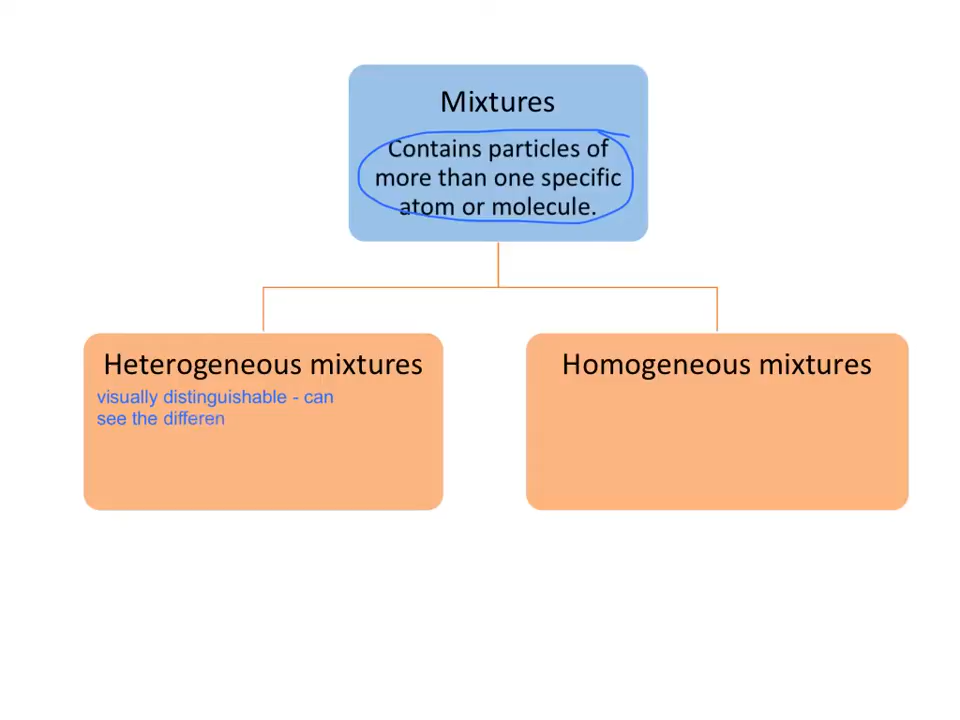 Mixtures
Contains particles of
more than one specific
atom or molecule.
Heterogeneous mixtures
visually distinguishable - can
see the differen
Homogeneous mixtures